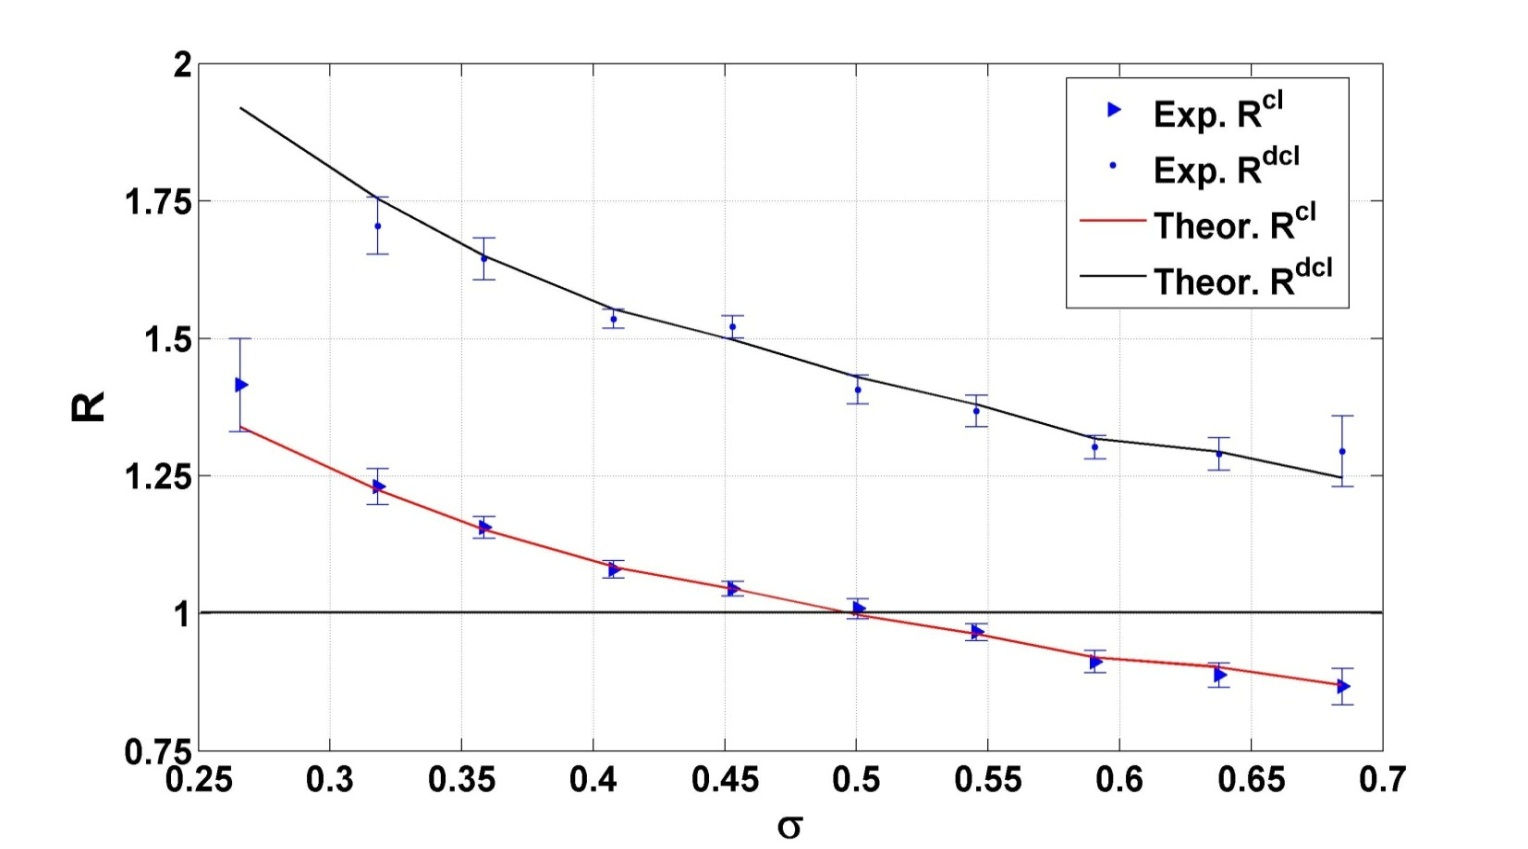 2
1.75
1.5
1.25
1
0.75
R
0.25 0.3 0.35 0.4 0.45 0.5 0.55 0.6 0.65 0.7
σ
Exp. R^cl
Exp. R^dcl
Theor. R^cl
Theor. R^dcl